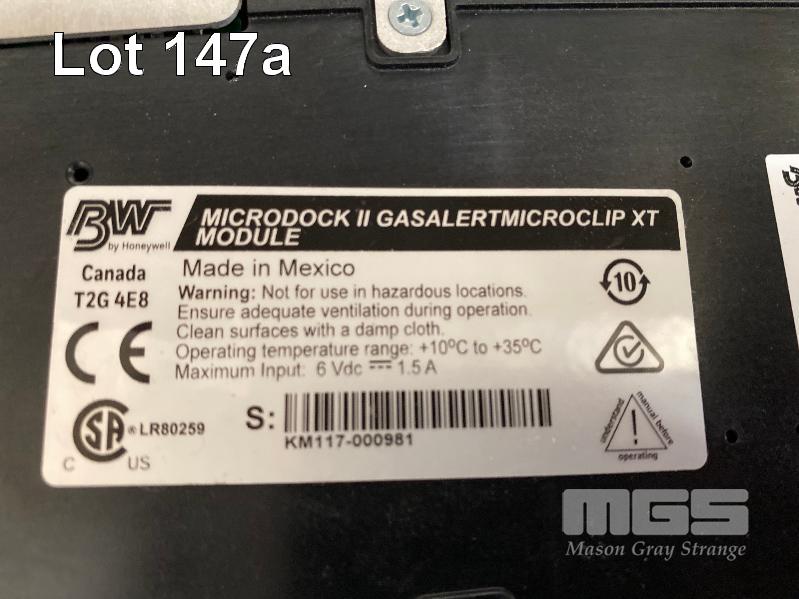 Lot 147a
BW
by Honeywell
MICRODOCK II GASALERTMICROCLIP XT
MODULE
Canada
T2G 4E8
Made in Mexico
Warning: Not for use in hazardous locations.
Ensure adequate ventilation during operation.
Clean surfaces with a damp cloth.
Operating temperature range: +10ºC to +35ºC
Maximum Input: 6 Vdc 1.5 A
10
CE
SA ® LR80259
C US
S:
KM117-000981
understand manual before
operating
!
MGS
Mason Gray Strange